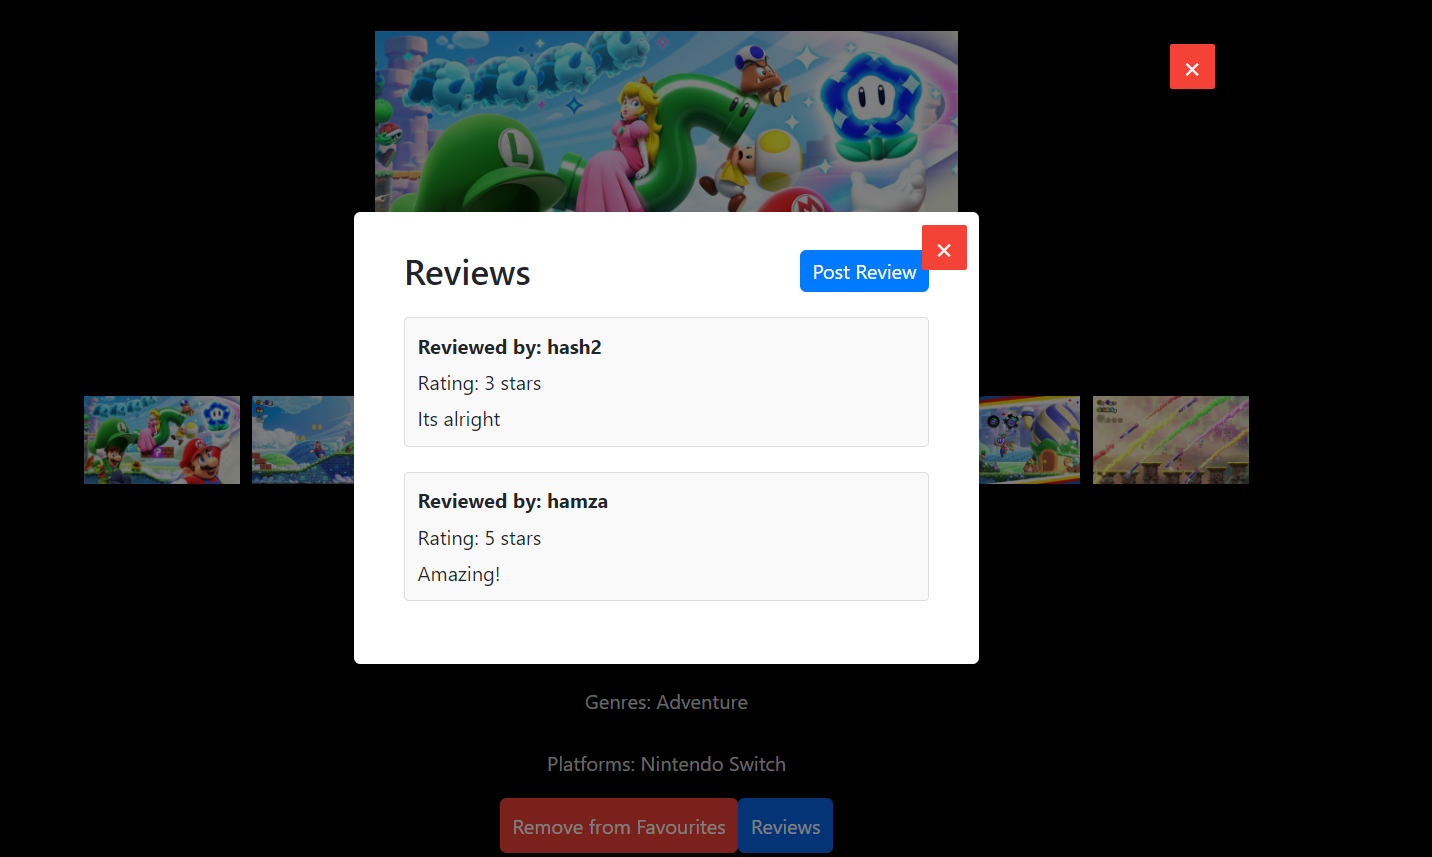 ×
L
M
×
Reviews
Post Review
Reviewed by: hash2
Rating: 3 stars
Its alright
Reviewed by: hamza
Rating: 5 stars
Amazing!
Genres: Adventure
Platforms: Nintendo Switch
Remove from Favourites
Reviews